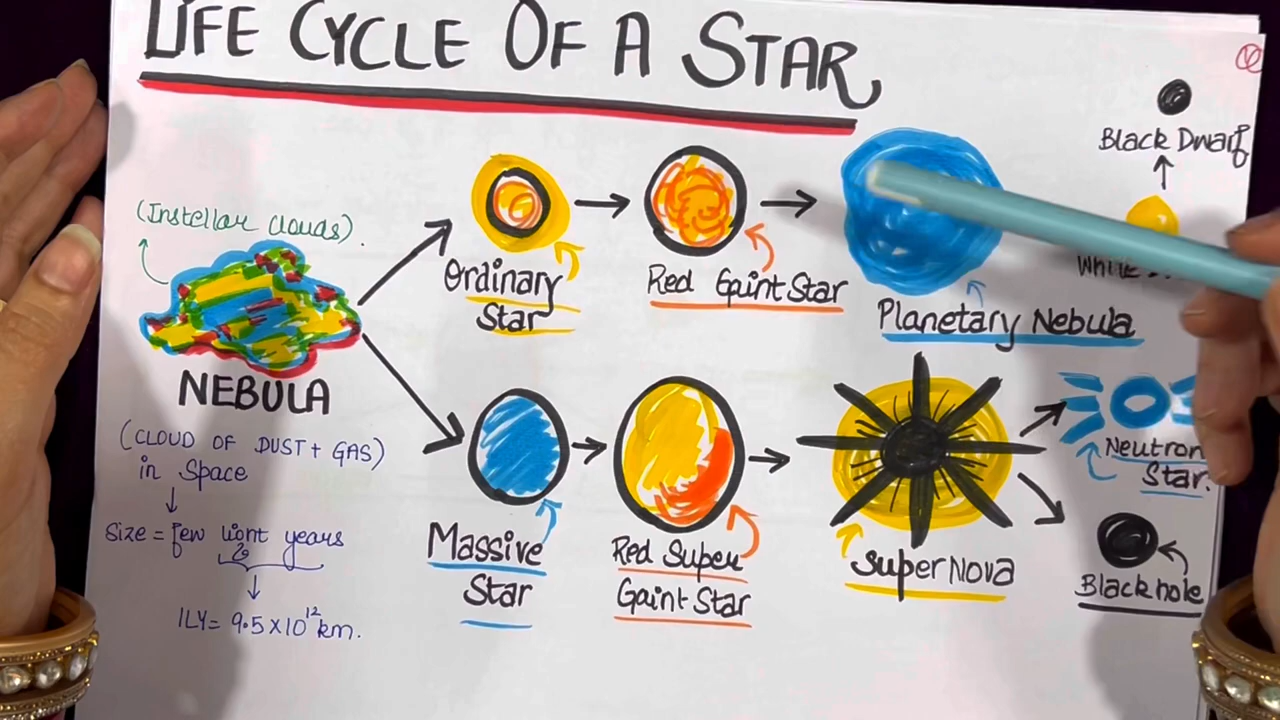 LIFE CYCLE OF A STAR
Black Dwarf
(Instellar Clouds).
Ordinary
Star
Red Gaint Star
Planetary Nebula
White
NEBULA
(CLOUD OF DUST + GAS)
in Space
Size = few light years
1LY = 9.5 X 10¹² km.
Massive
Star
Red Super
Gaint Star
Super Nova
Neutron
Star.
Black hole